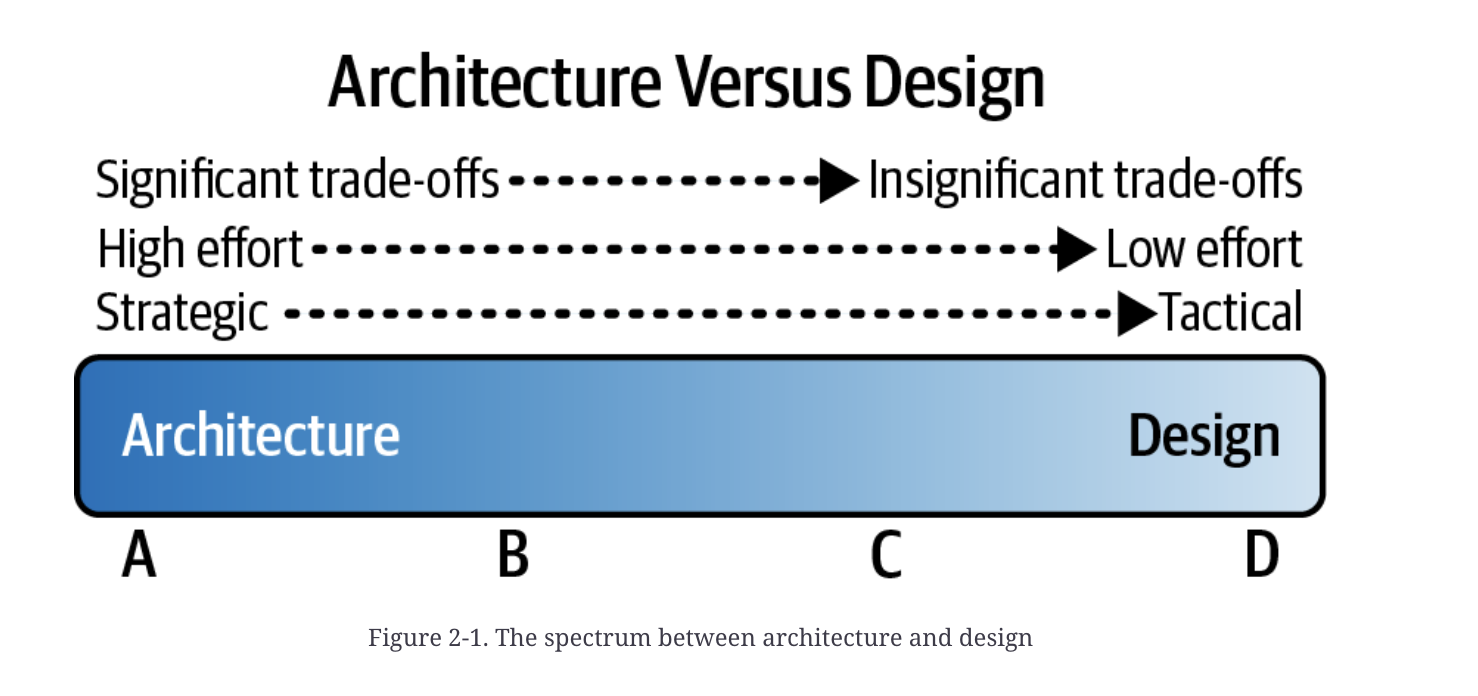 Architecture Versus Design
Significant trade-offs Insignificant trade-offs
High effort Low effort
Strategic Tactical
Architecture Design
A B C D
Figure 2-1. The spectrum between architecture and design